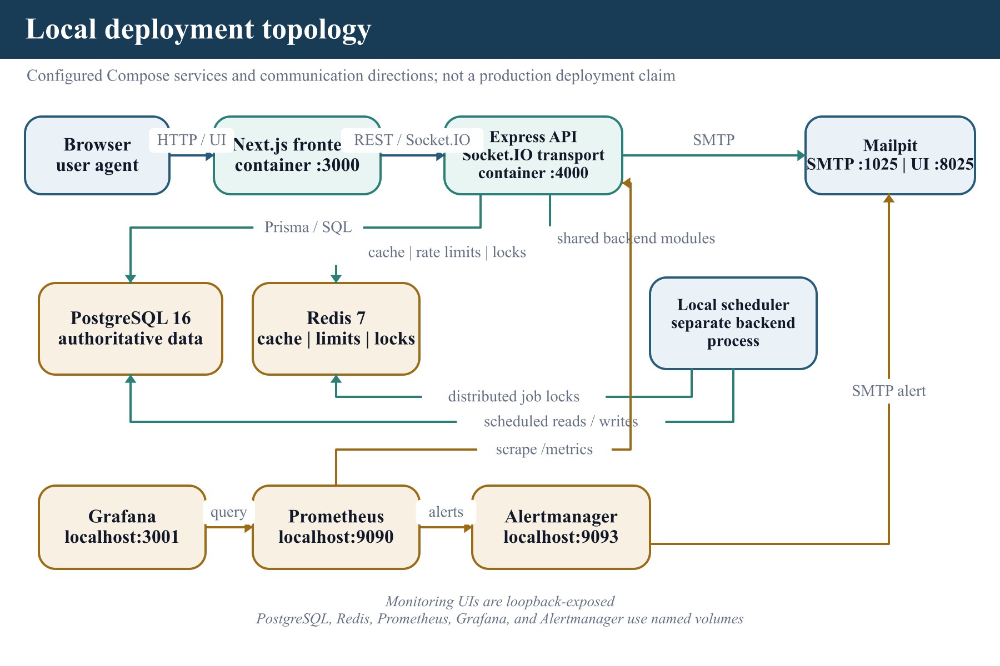 Local deployment topology
Configured Compose services and communication directions; not a production deployment claim
Browser
user agent
HTTP / UI
Next.js fronte
container :3000
REST / Socket.IO
Express API
Socket.IO transport
container :4000
SMTP
Mailpit
SMTP :1025 | UI :8025
Prisma / SQL
cache | rate limits | locks
shared backend modules
PostgreSQL 16
authoritative data
Redis 7
cache | limits | locks
Local scheduler
separate backend
process
distributed job locks
scheduled reads / writes
scrape /metrics
SMTP alert
Grafana
localhost:3001
query
Prometheus
localhost:9090
alerts
Alertmanager
localhost:9093
Monitoring UIs are loopback-exposed
PostgreSQL, Redis, Prometheus, Grafana, and Alertmanager use named volumes